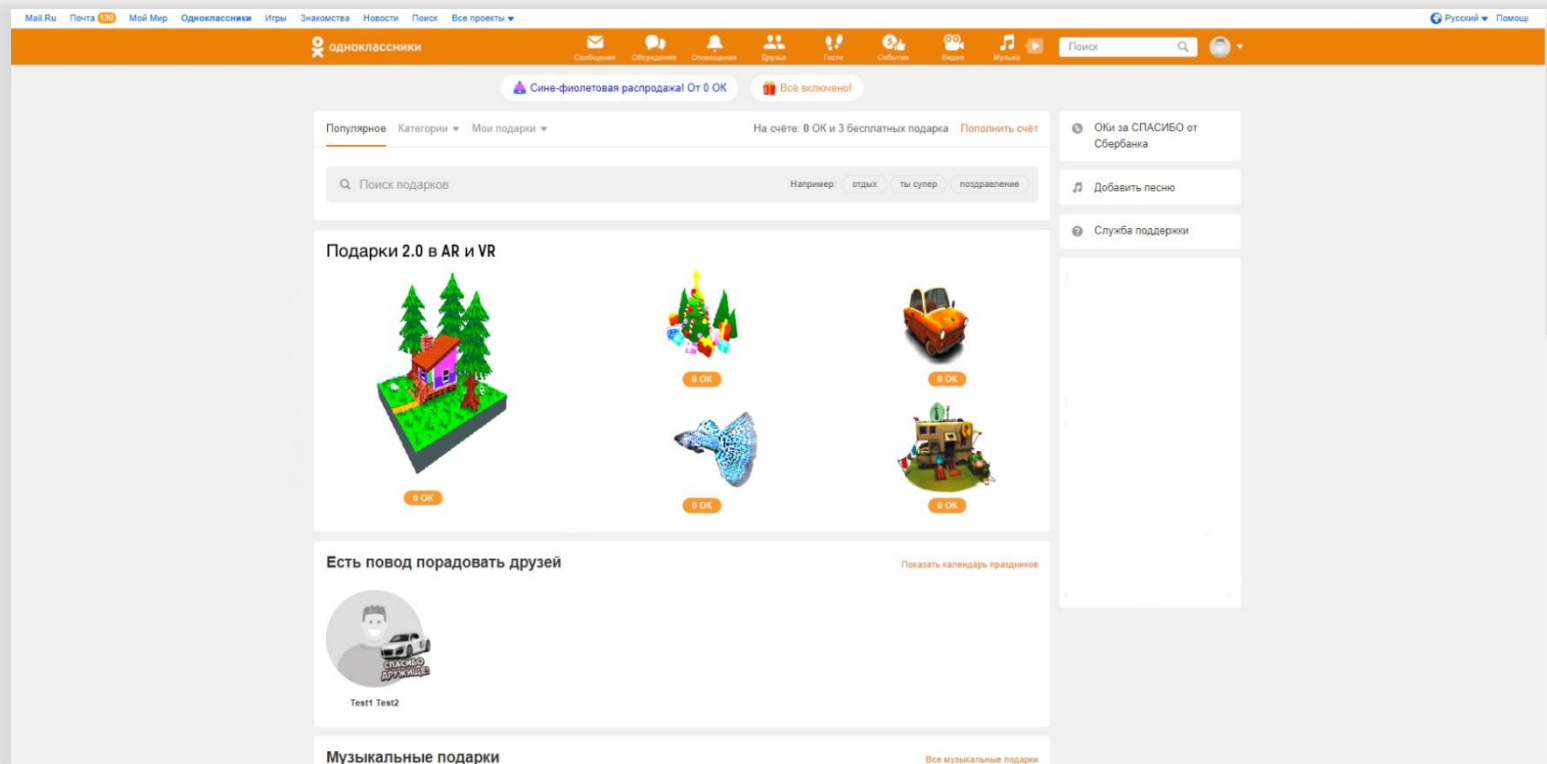 Mail.Ru Почта 130 Мой Мир Одноклассники Игры Знакомства Новости Поиск Все проекты Русский Помощь
одноклассники Сообщения Обсуждения Оповещения Друзья Гости События Видео Музыка Поиск
Сине-фиолетовая распродажа! От 0 ОК Всё включено!
Популярное Категории Мои подарки На счёте: 0 ОК и 3 бесплатных подарка Пополнить счёт
Поиск подарков Например: отдых ты супер поздравление
ОКи за СПАСИБО от
Сбербанка
Добавить песню
Служба поддержки
Подарки 2.0 в AR и VR
0 ОК
0 ОК
0 ОК
0 ОК
0 ОК
Есть повод порадовать друзей Показать календарь праздников
СПАСИБО
ДРУЖИЩЕ!
Test1 Test2
Музыкальные подарки Все музыкальные подарки